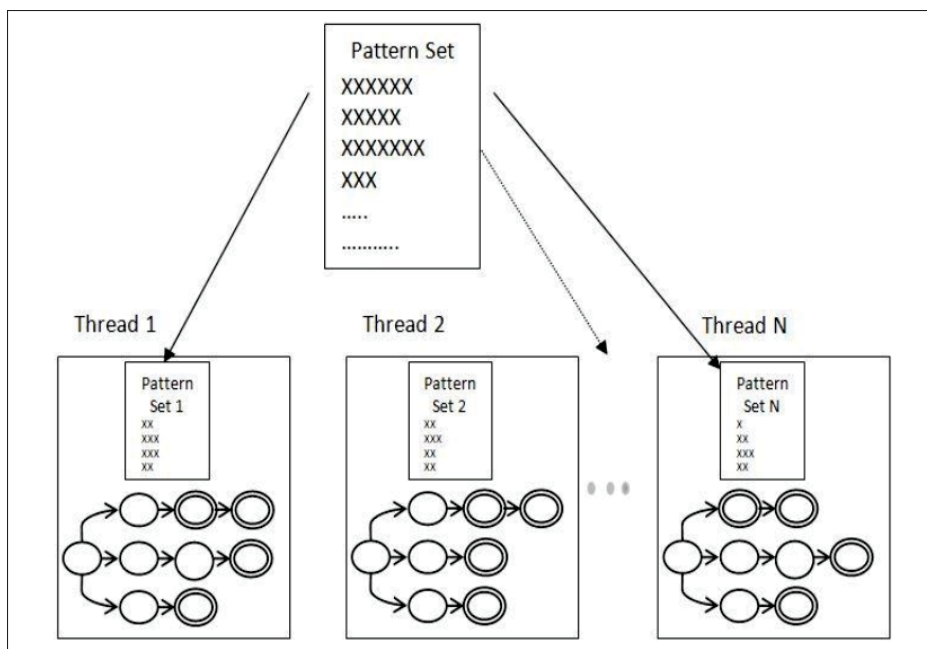 Pattern Set
XXXXXX
XXXXX
XXXXXXX
XXX
.....
...........
Thread 1
Thread 2
Thread N
Pattern
Set 1
xx
xxx
xxx
xx
Pattern
Set 2
xx
xxx
xx
xx
Pattern
Set N
x
xx
xxx
xx